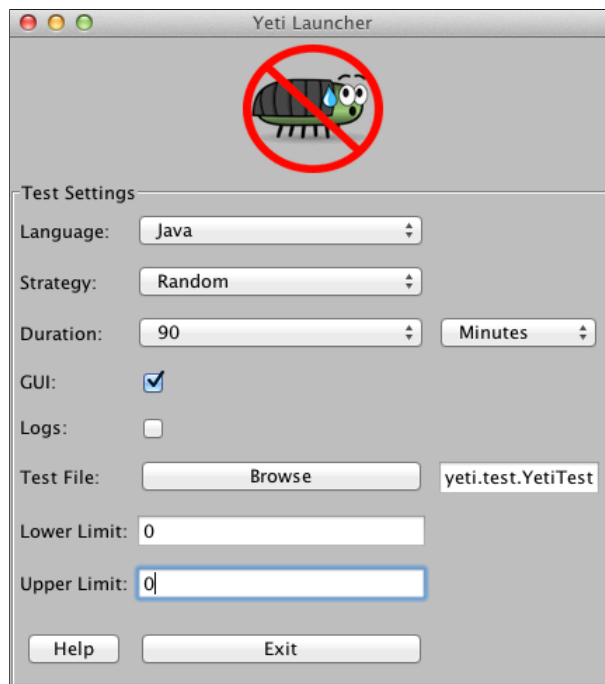 Yeti Launcher
Test Settings
Language: Java
Strategy: Random
Duration: 90 Minutes
GUI:
Logs:
Test File: Browse yeti.test.YetiTest
Lower Limit: 0
Upper Limit: 0
Help Exit